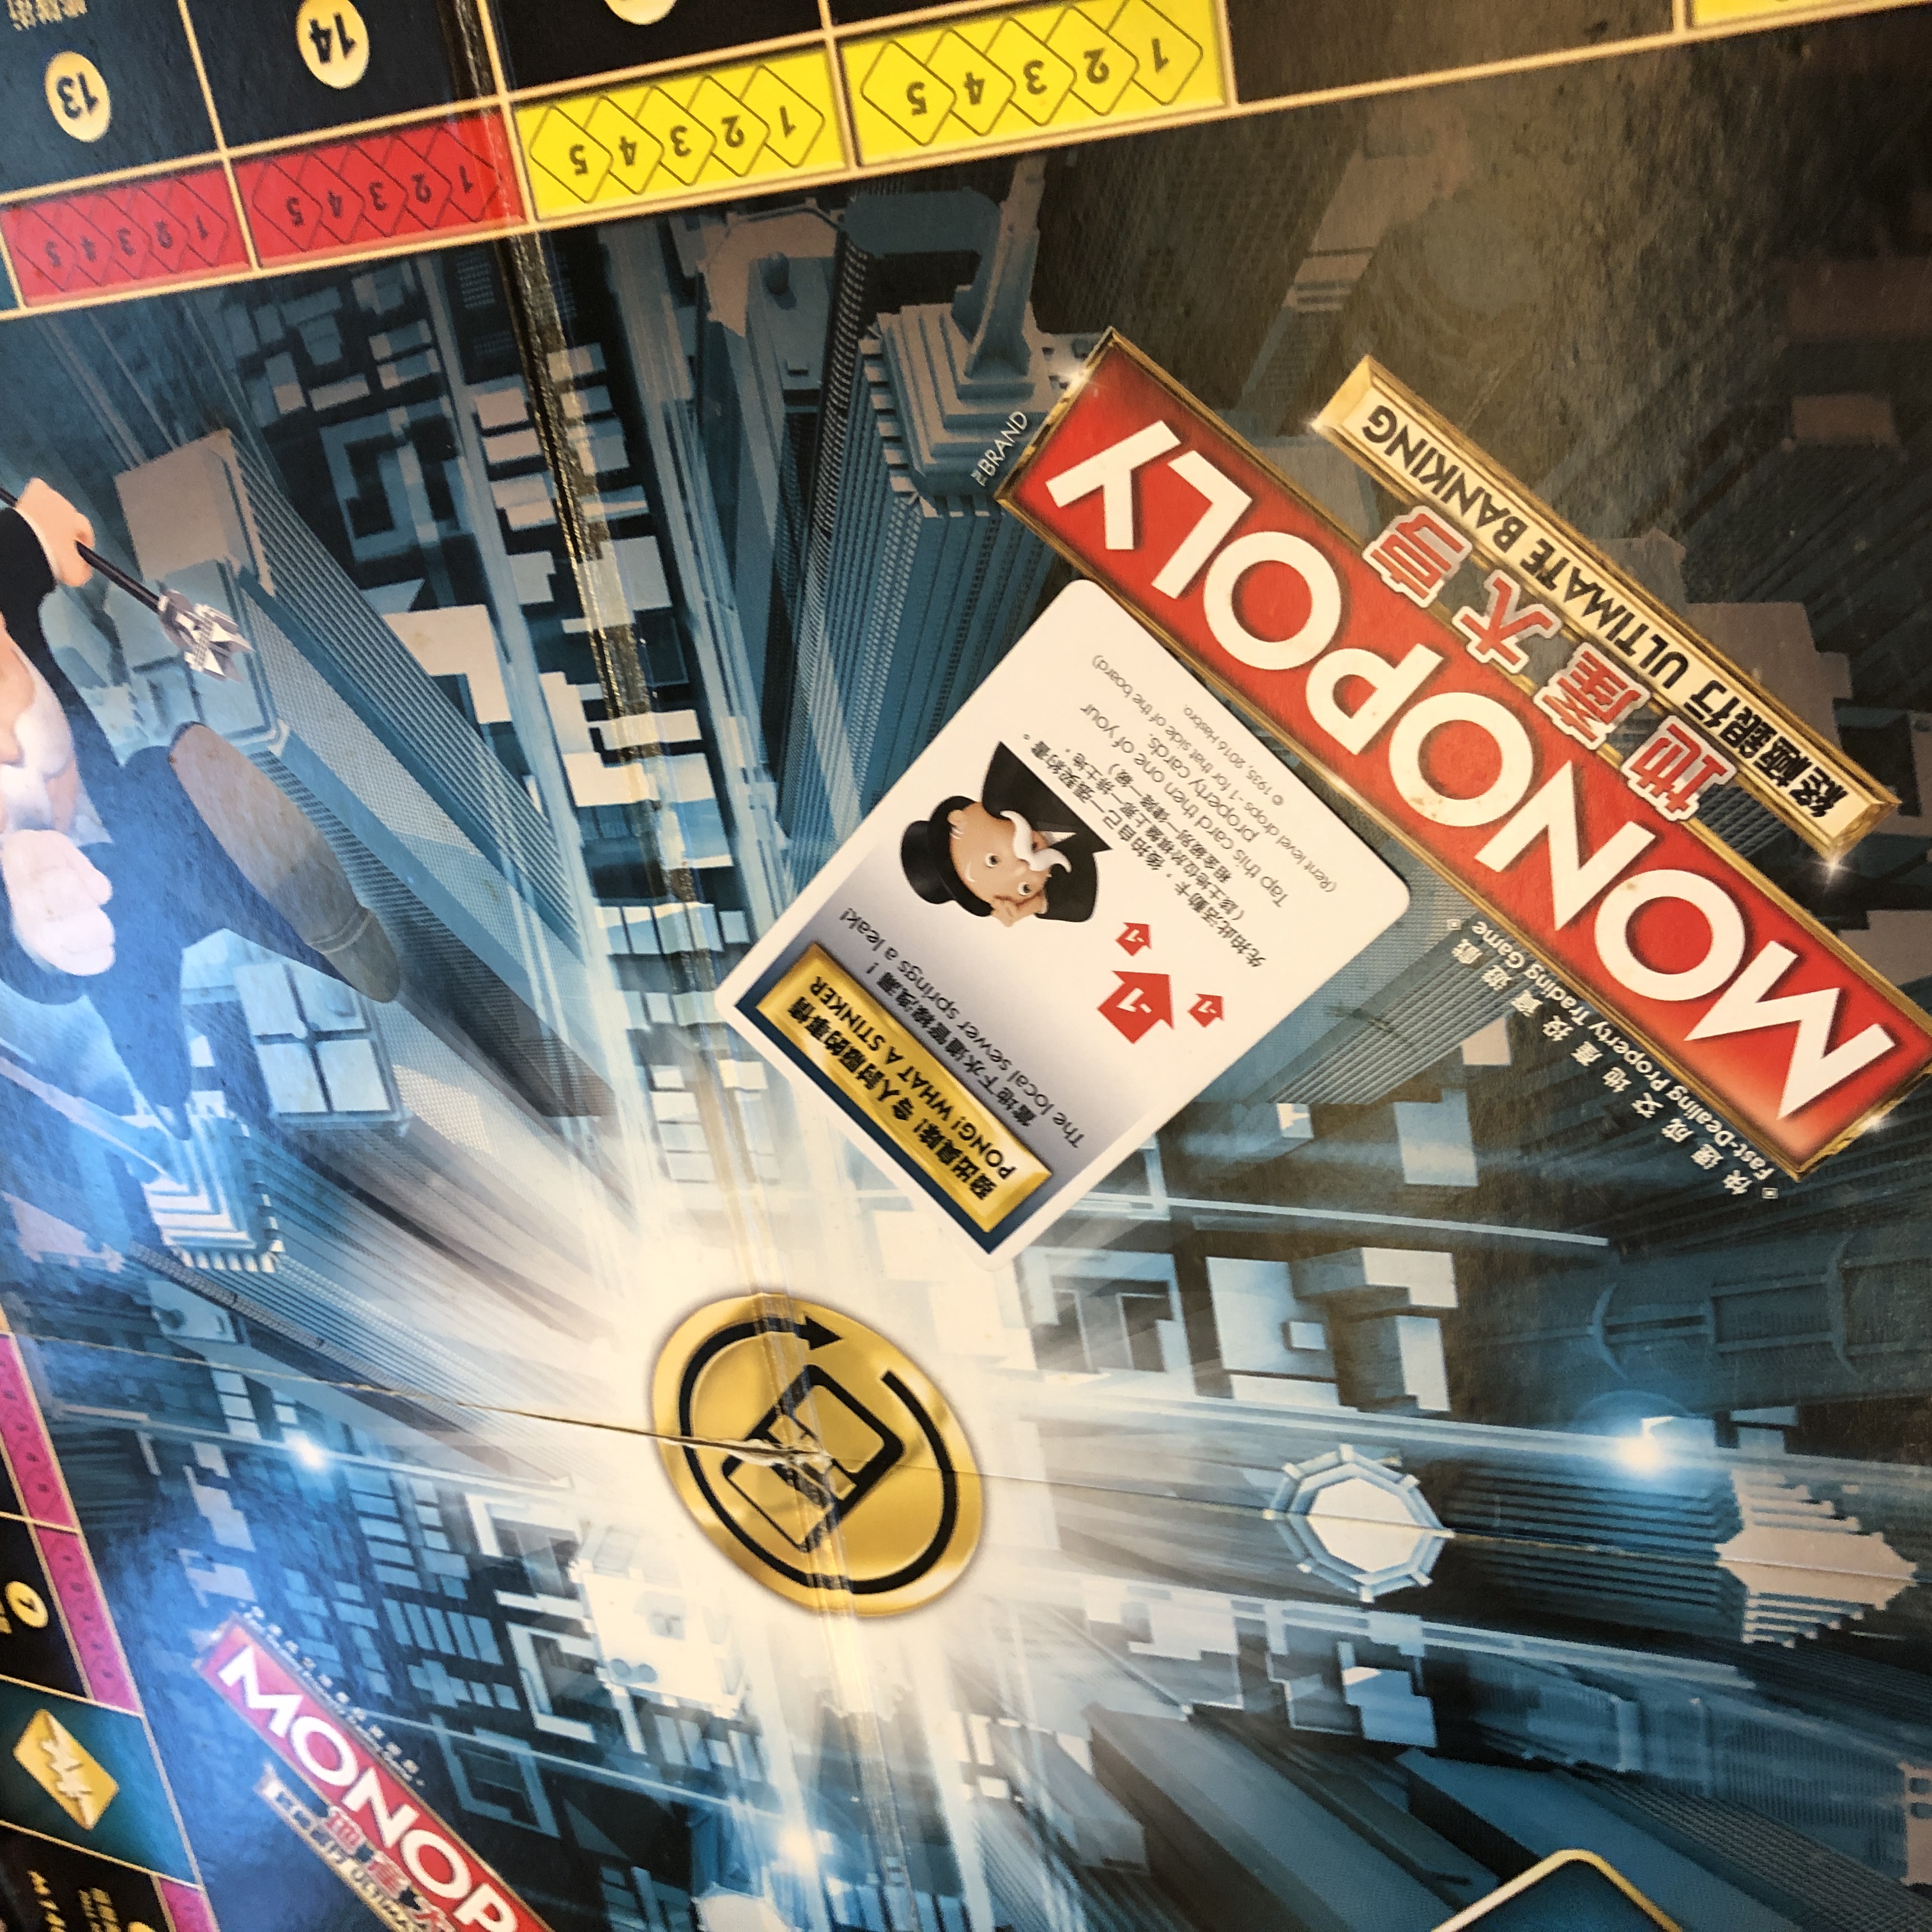 發出臭味! 令人討厭的事情
PONG! WHAT A STINKER
當地下水道管線洩漏!
The local sewer springs a leak!
-1
-1
-1
先拍此活動卡，後拍自己一張契約書。
(該土地位於棋盤上那一排土地，
租金級別一律降一級)
Tap this card then one of your
property cards.
(Rent level drops -1 for that side of the board)
© 1935, 2016 Hasbro.
THE BRAND
快速成交地產投資遊戲
Fast-Dealing Property Trading Game
MONOPOLY
地產大亨
終極銀行 ULTIMATE BANKING
MONOP
地產大
13
14
1 2 3 4 5
1 2 3 4 5
1 2 3 4 5
1 2 3 4 5
7